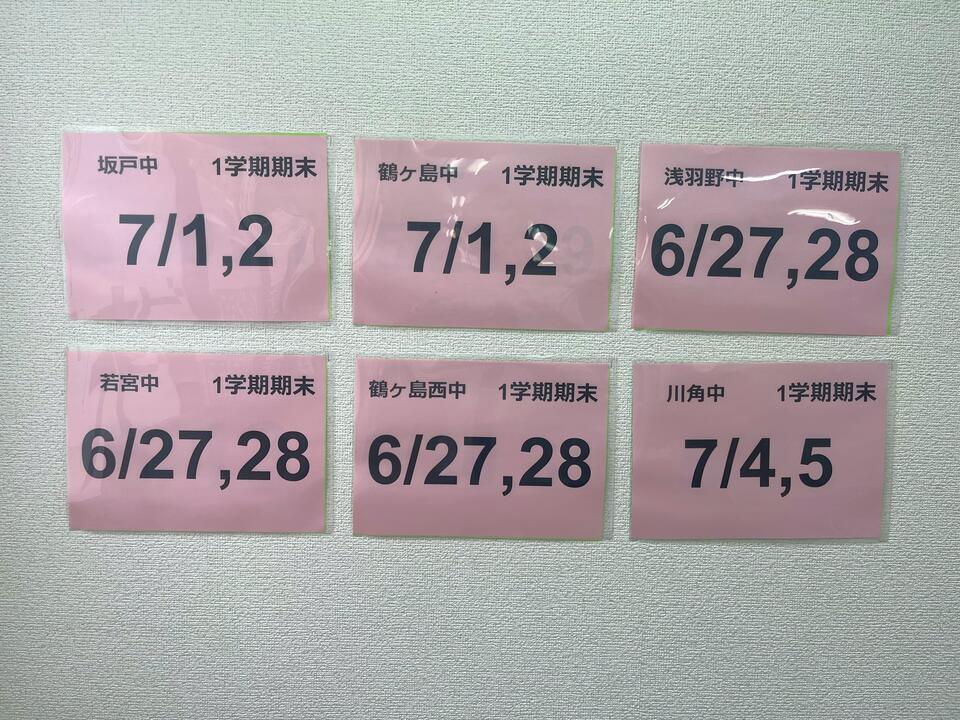 坂戸中 1学期期末
7/1,2
鶴ヶ島中 1学期期末
7/1,2
浅羽野中 1学期期末
6/27,28
若宮中 1学期期末
6/27,28
鶴ヶ島西中 1学期期末
6/27,28
川角中 1学期期末
7/4,5